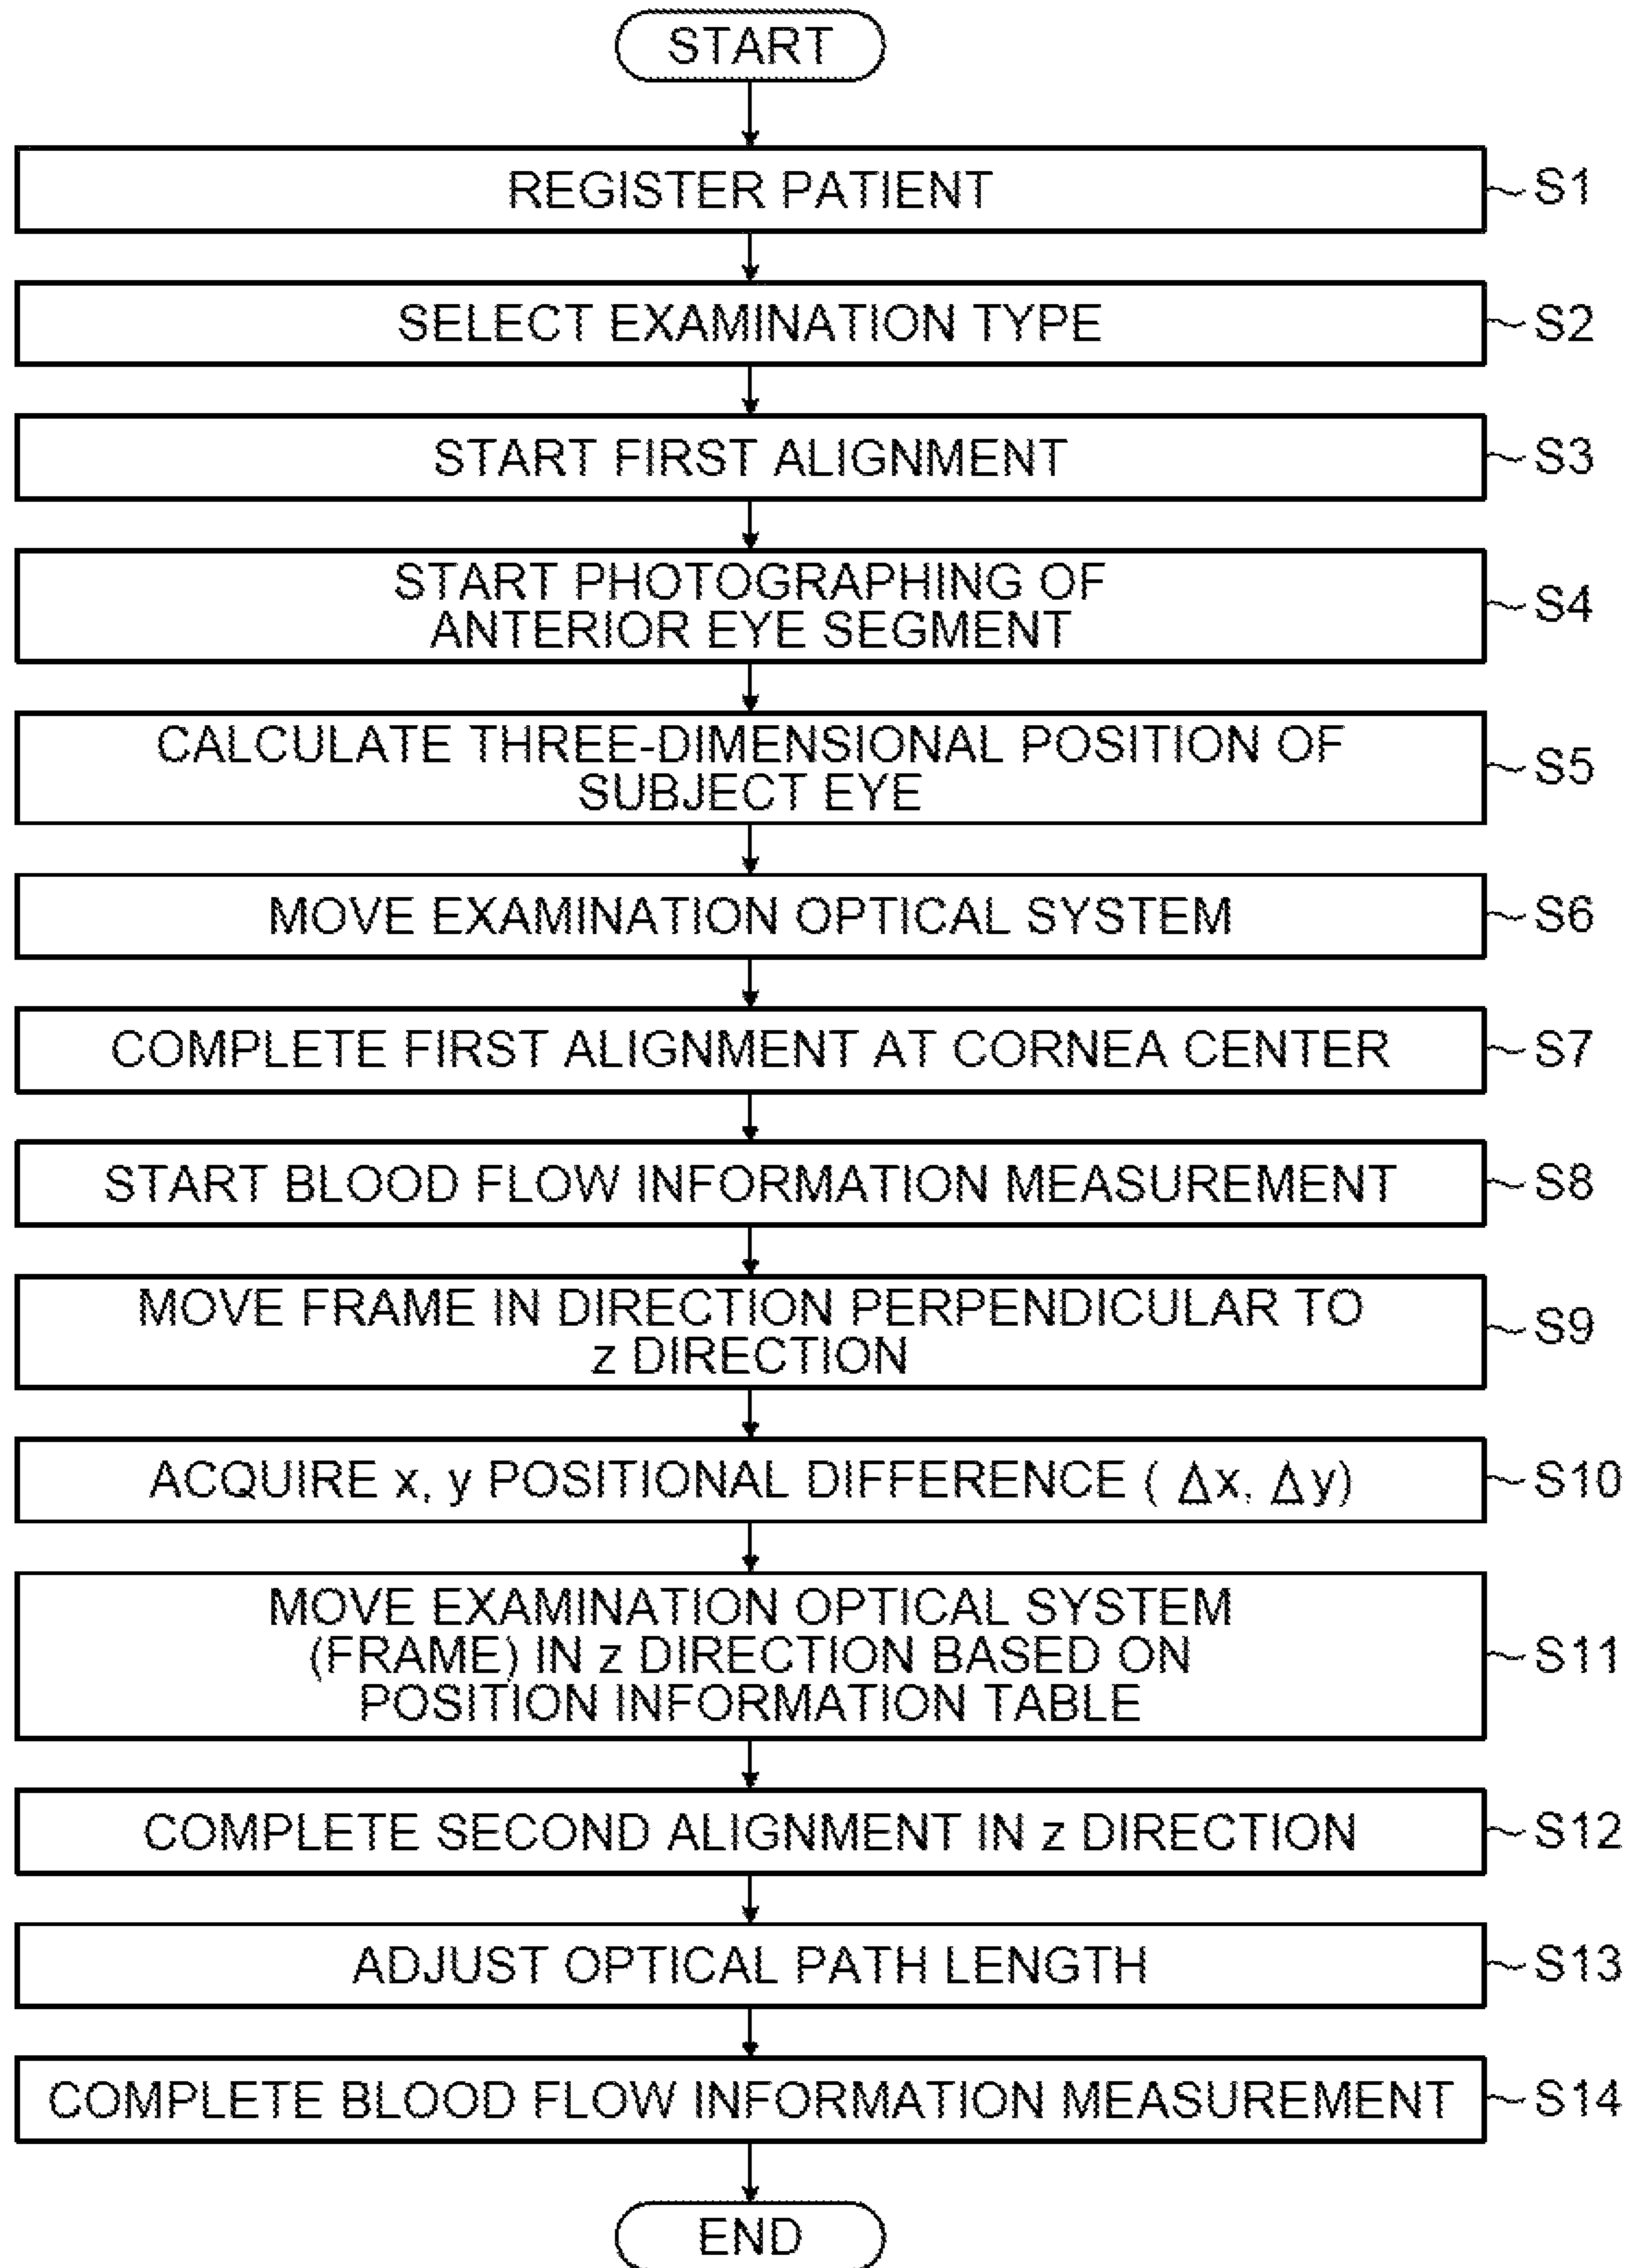 START
REGISTER PATIENT
S1
SELECT EXAMINATION TYPE
S2
START FIRST ALIGNMENT
S3
START PHOTOGRAPHING OF
ANTERIOR EYE SEGMENT
S4
CALCULATE THREE-DIMENSIONAL POSITION OF
SUBJECT EYE
S5
MOVE EXAMINATION OPTICAL SYSTEM
S6
COMPLETE FIRST ALIGNMENT AT CORNEA CENTER
S7
START BLOOD FLOW INFORMATION MEASUREMENT
S8
MOVE FRAME IN DIRECTION PERPENDICULAR TO
z DIRECTION
S9
ACQUIRE x, y POSITIONAL DIFFERENCE ( Δx, Δy)
S10
MOVE EXAMINATION OPTICAL SYSTEM
(FRAME) IN z DIRECTION BASED ON
POSITION INFORMATION TABLE
S11
COMPLETE SECOND ALIGNMENT IN z DIRECTION
S12
ADJUST OPTICAL PATH LENGTH
S13
COMPLETE BLOOD FLOW INFORMATION MEASUREMENT
S14
END